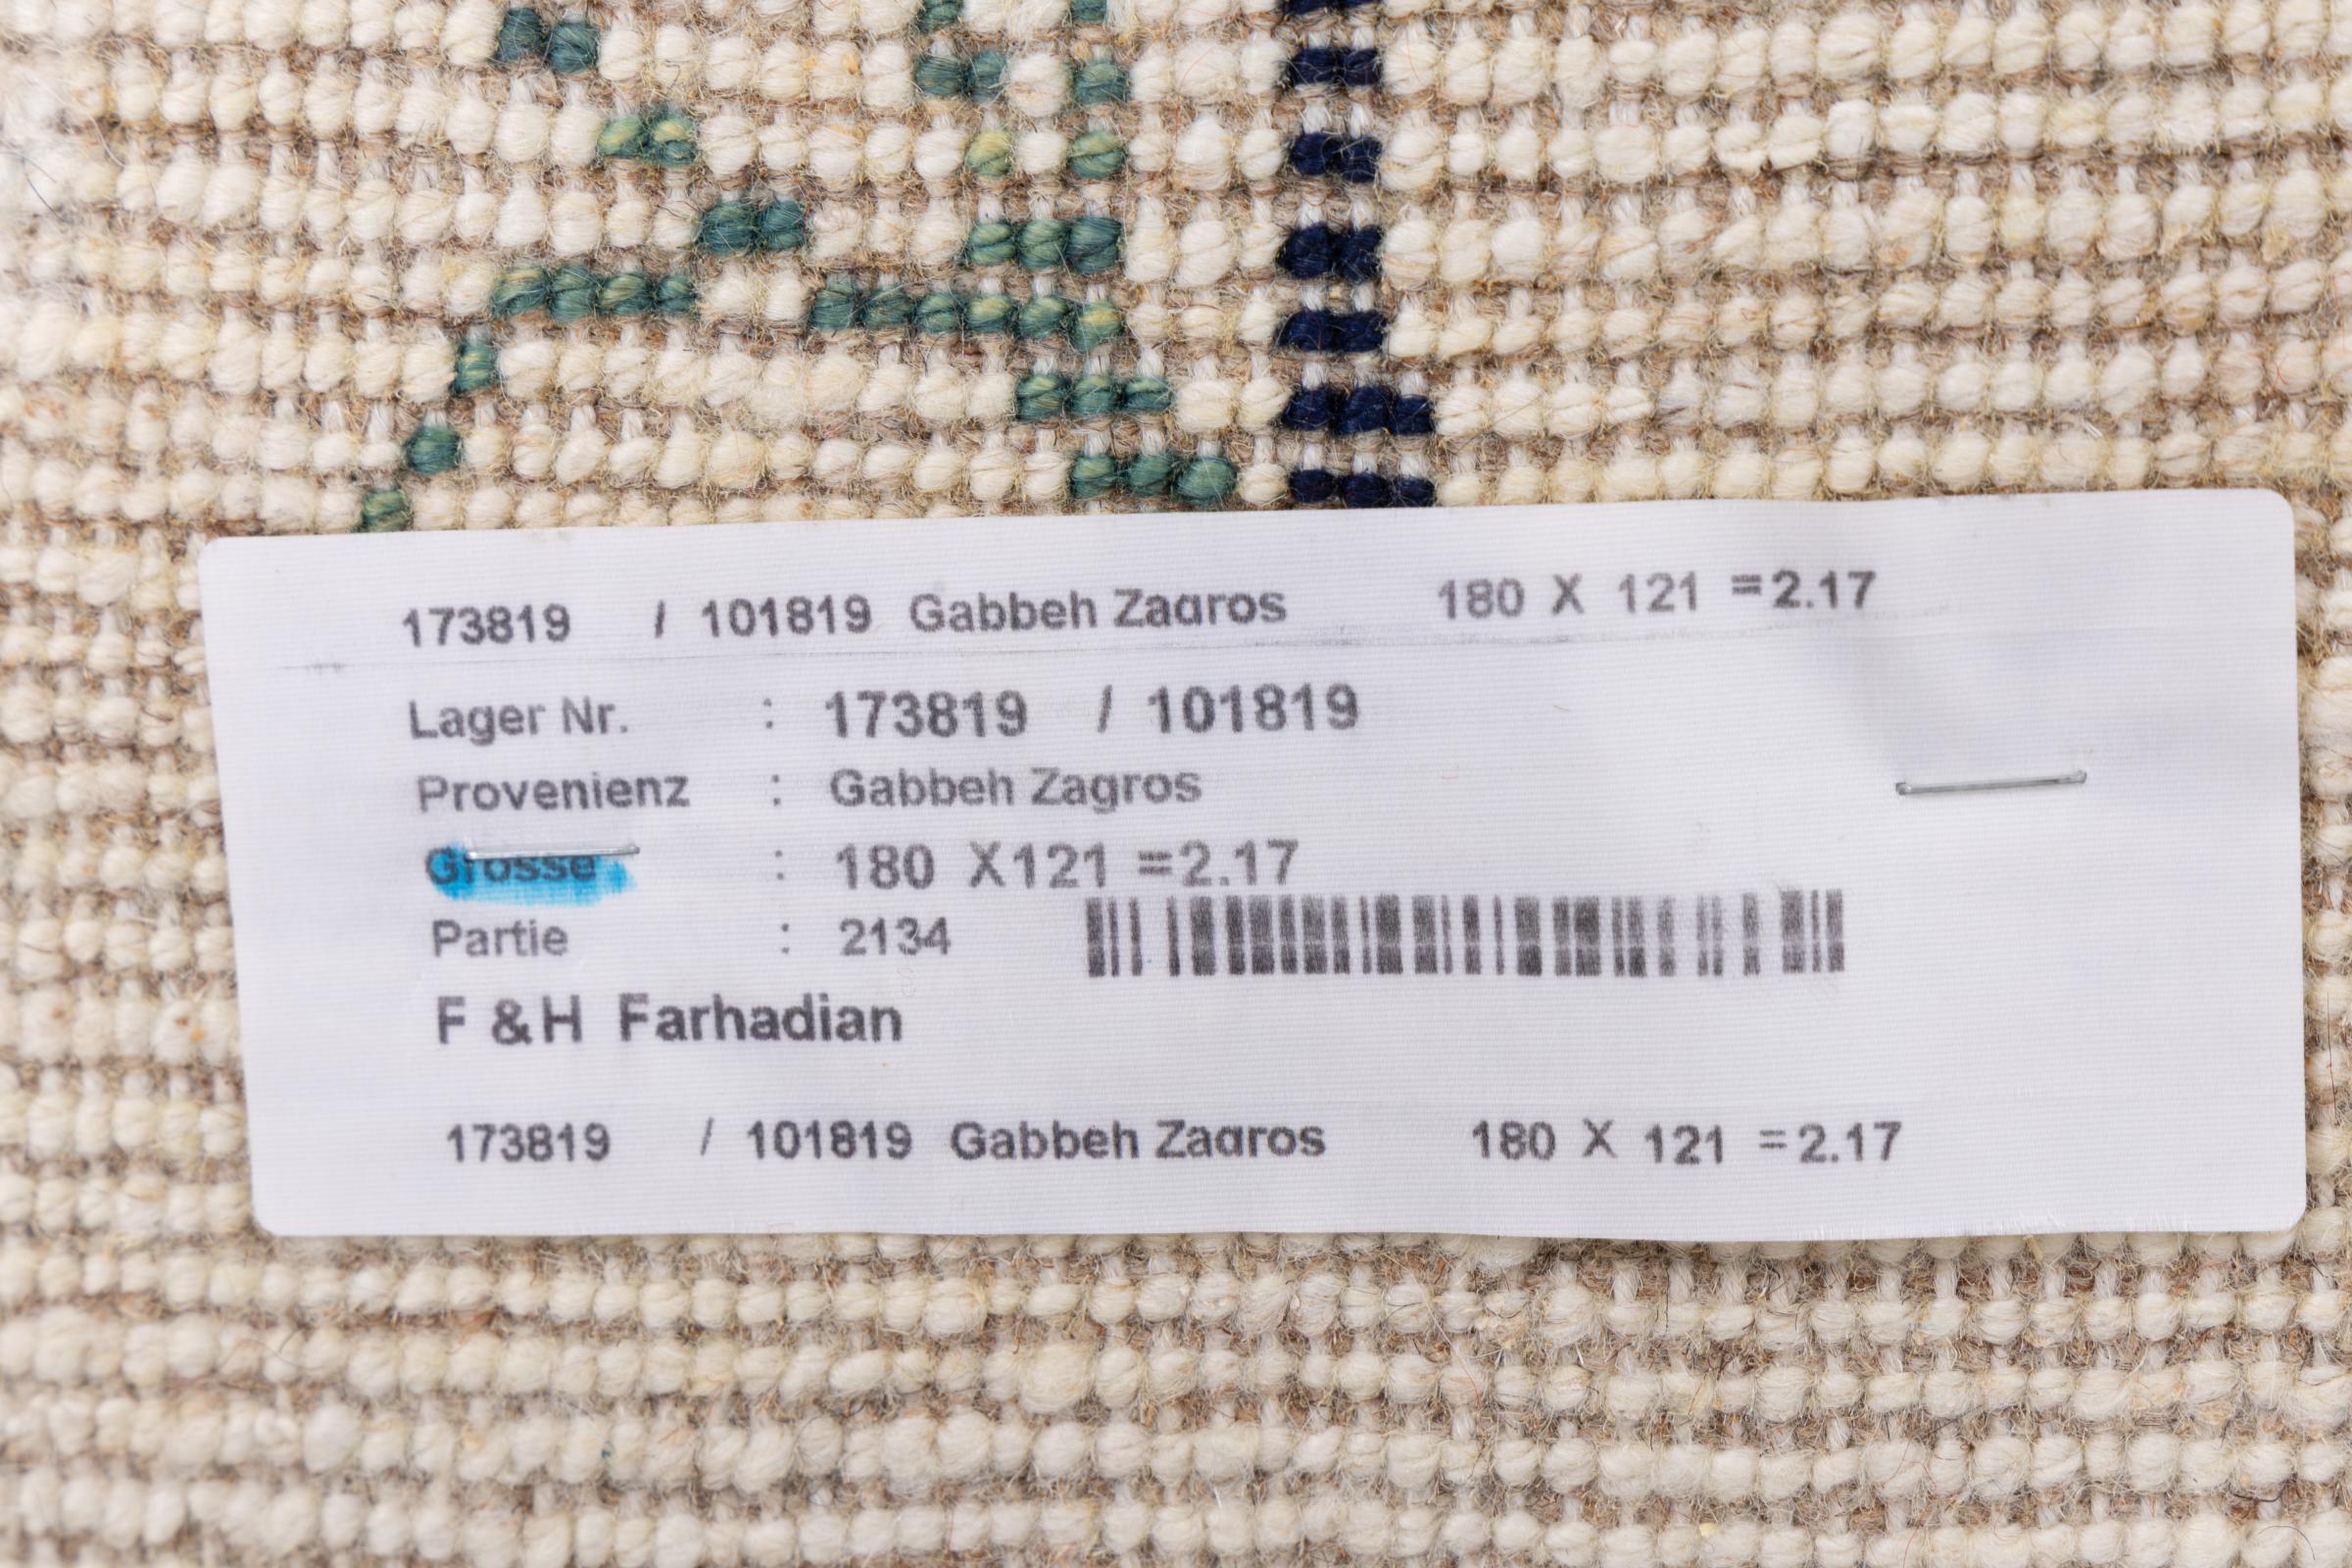 173819 / 101819 Gabbeh Zagros 180 X 121 =2.17
Lager Nr. : 173819 / 101819
Provenienz : Gabbeh Zagros
Grosse : 180 X121 =2.17
Partie : 2134
F & H Farhadian
173819 / 101819 Gabbeh Zagros 180 X 121 =2.17